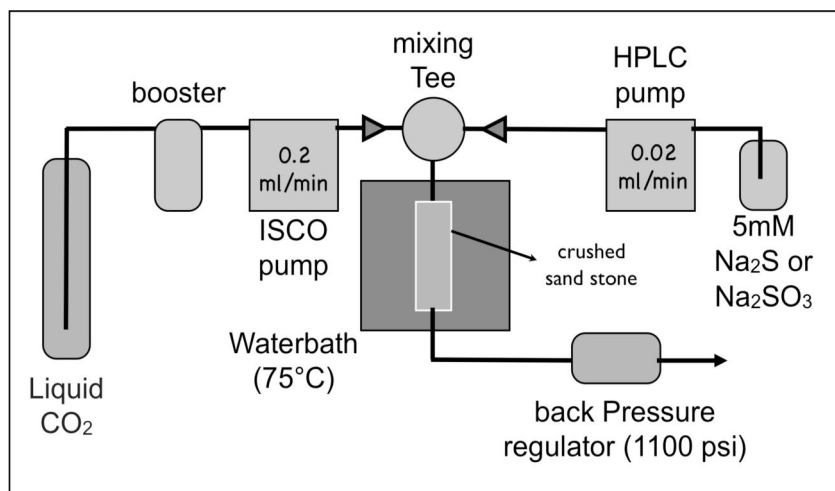 mixing
Tee
HPLC
pump
booster
0.2
ml/min
0.02
ml/min
ISCO
pump
5mM
Na₂S or
Na₂SO₃
crushed
sand stone
Waterbath
(75°C)
Liquid
CO₂
back Pressure
regulator (1100 psi)